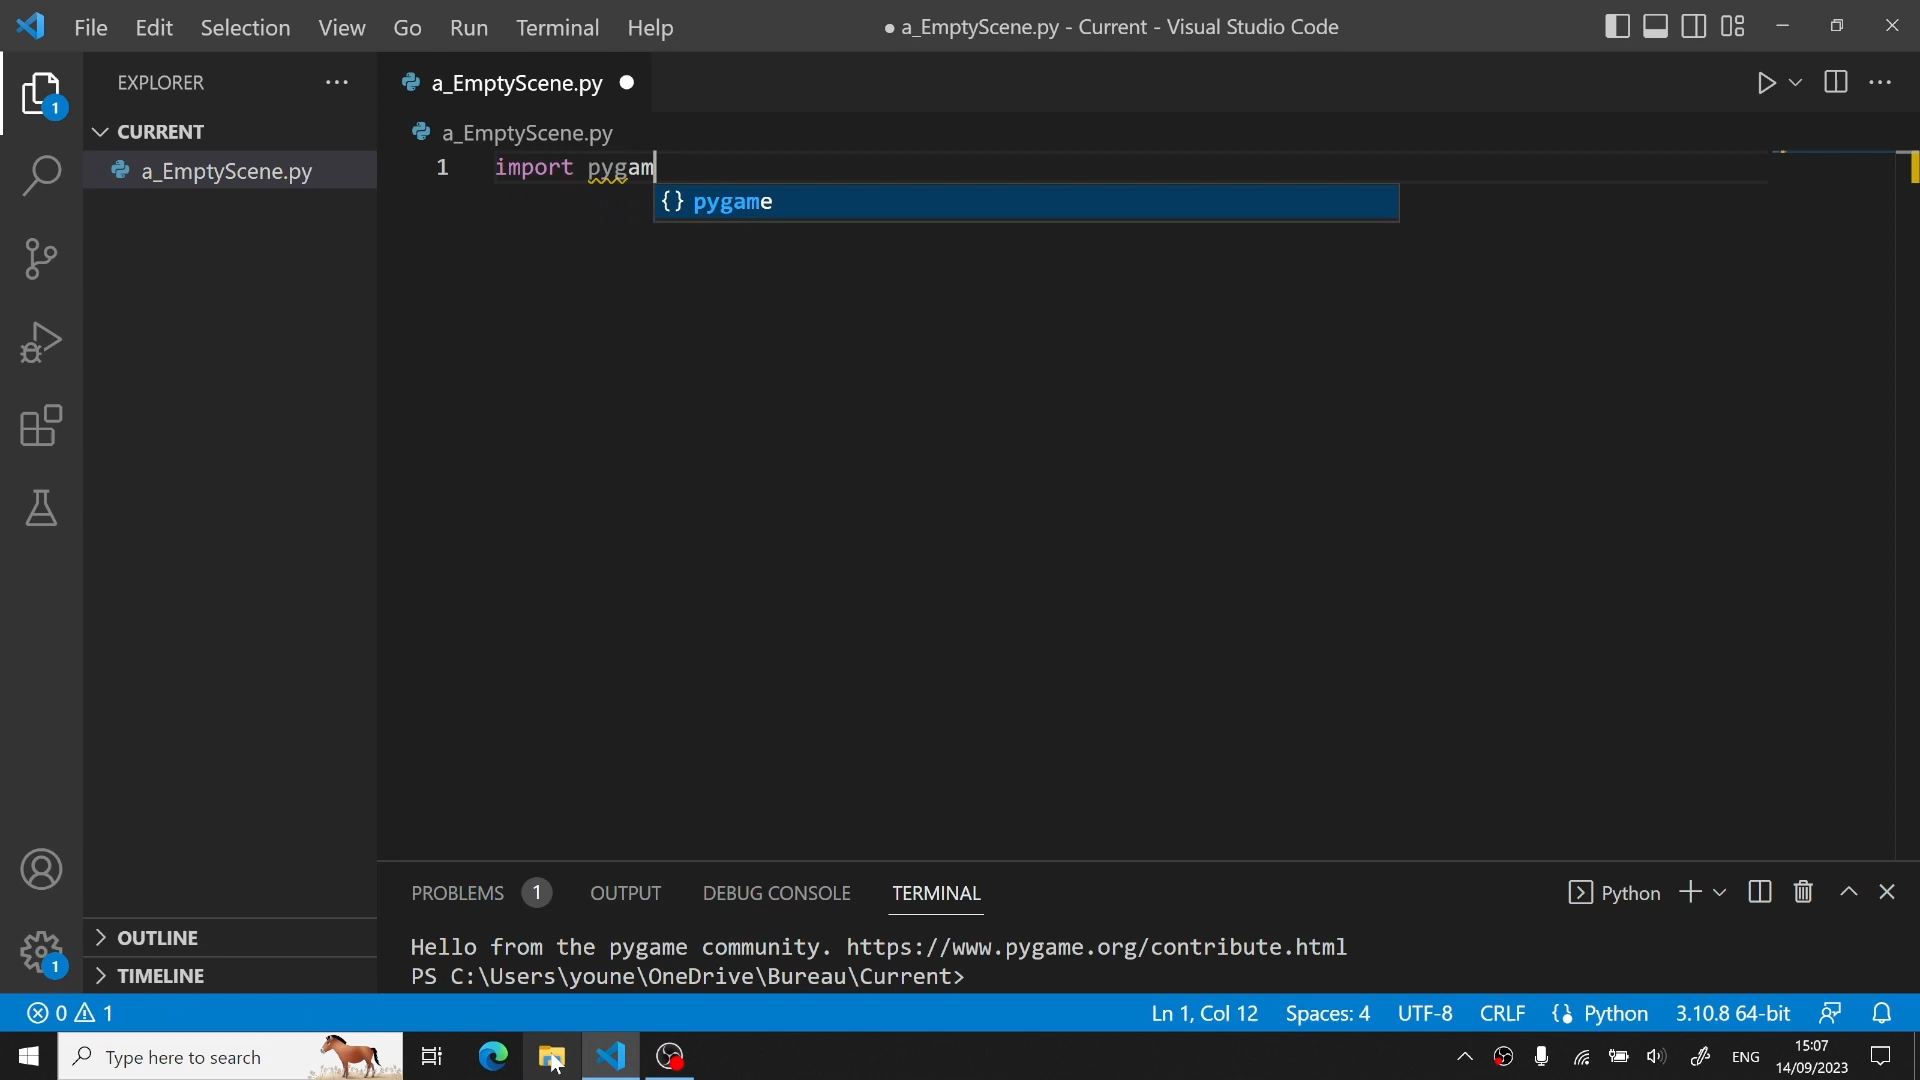 File Edit Selection View Go Run Terminal Help
● a_EmptyScene.py - Current - Visual Studio Code
EXPLORER
1
CURRENT
a_EmptyScene.py
a_EmptyScene.py
a_EmptyScene.py
1 import pygam
{} pygame
PROBLEMS 1 OUTPUT DEBUG CONSOLE TERMINAL
Python
Hello from the pygame community. https://www.pygame.org/contribute.html
PS C:\Users\youne\OneDrive\Bureau\Current>
OUTLINE
TIMELINE
1
0 1
Ln 1, Col 12 Spaces: 4 UTF-8 CRLF {} Python 3.10.8 64-bit
Type here to search
ENG
15:07
14/09/2023